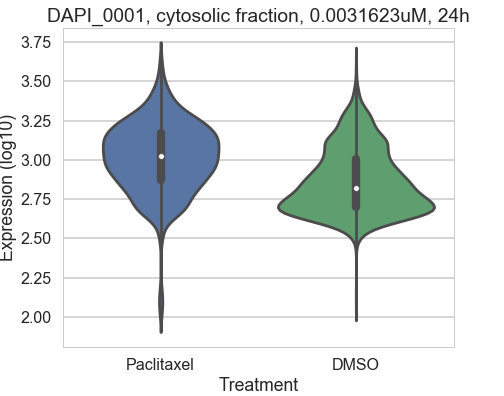 DAPI_0001, cytosolic fraction, 0.0031623uM, 24h
3.75
3.50
3.25
3.00
2.75
2.50
2.25
2.00
Expression (log10)
Paclitaxel
DMSO
Treatment